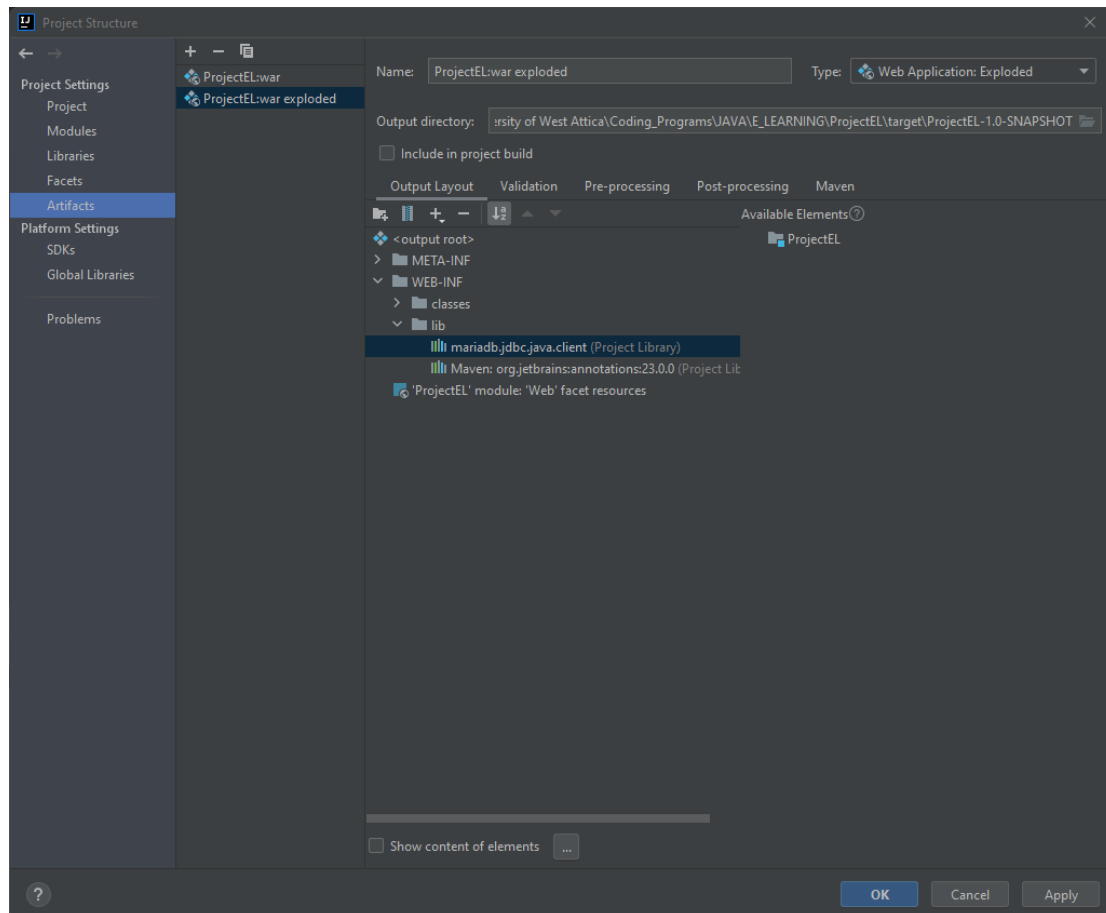 Project Structure
Project Settings
Project
Modules
Libraries
Facets
Artifacts
Platform Settings
SDKs
Global Libraries
Problems
ProjectEL:war
ProjectEL:war exploded
Name: ProjectEL:war exploded Type: Web Application: Exploded
Output directory: ersity of West Attica\Coding_Programs\JAVA\E_LEARNING\ProjectEL\target\ProjectEL-1.0-SNAPSHOT
Include in project build
Output Layout Validation Pre-processing Post-processing Maven
Available Elements
<output root>
ProjectEL
META-INF
WEB-INF
classes
lib
mariadb.jdbc.java.client (Project Library)
Maven: org.jetbrains:annotations:23.0.0 (Project Lib
'ProjectEL' module: 'Web' facet resources
Show content of elements ...
? OK Cancel Apply